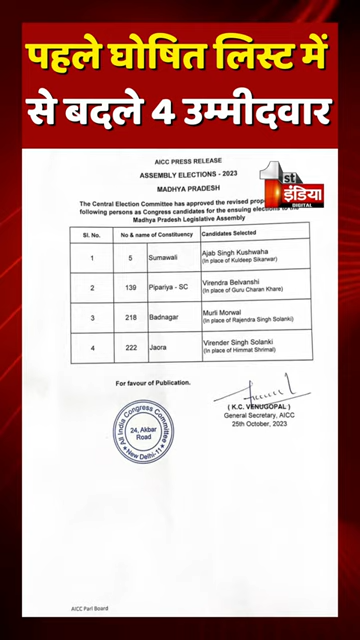 पहले घोषित लिस्ट में
से बदले 4 उम्मीदवार
AICC PRESS RELEASE
ASSEMBLY ELECTIONS - 2023
MADHYA PRADESH
1st
इंडिया
DIGITAL
The Central Election Committee has approved the revised
following persons as Congress candidates for the ensuing
Madhya Pradesh Legislative Assembly
Sl. No. No & name of Constituency Candidates Selected
1 5 Sumawali Ajab Singh Kushwaha
(In place of Kuldeep Sikarwar)
2 139 Pipariya - SC Virendra Belvanshi
(In place of Guru Charan Khare)
3 218 Badnagar Murli Morwal
(In place of Rajendra Singh Solanki)
4 222 Jaora Virender Singh Solanki
(In place of Himmat Shrimal)
For favour of Publication.
( K.C. VENUGOPAL )
General Secretary, AICC
25th October, 2023
All India Congress Committee
24, Akbar
Road
New Delhi-11
AICC Parl Board